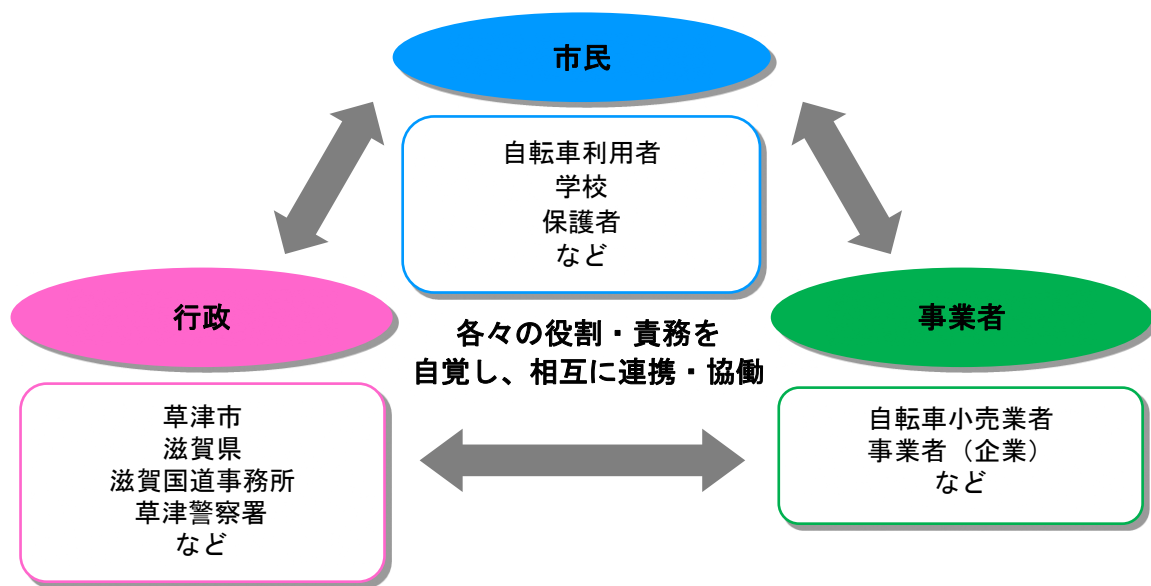 市民
自転車利用者
学校
保護者
など
行政
草津市
滋賀県
滋賀国道事務所
草津警察署
など
各々の役割・責務を
自覚し、相互に連携・協働
事業者
自転車小売業者
事業者（企業）
など